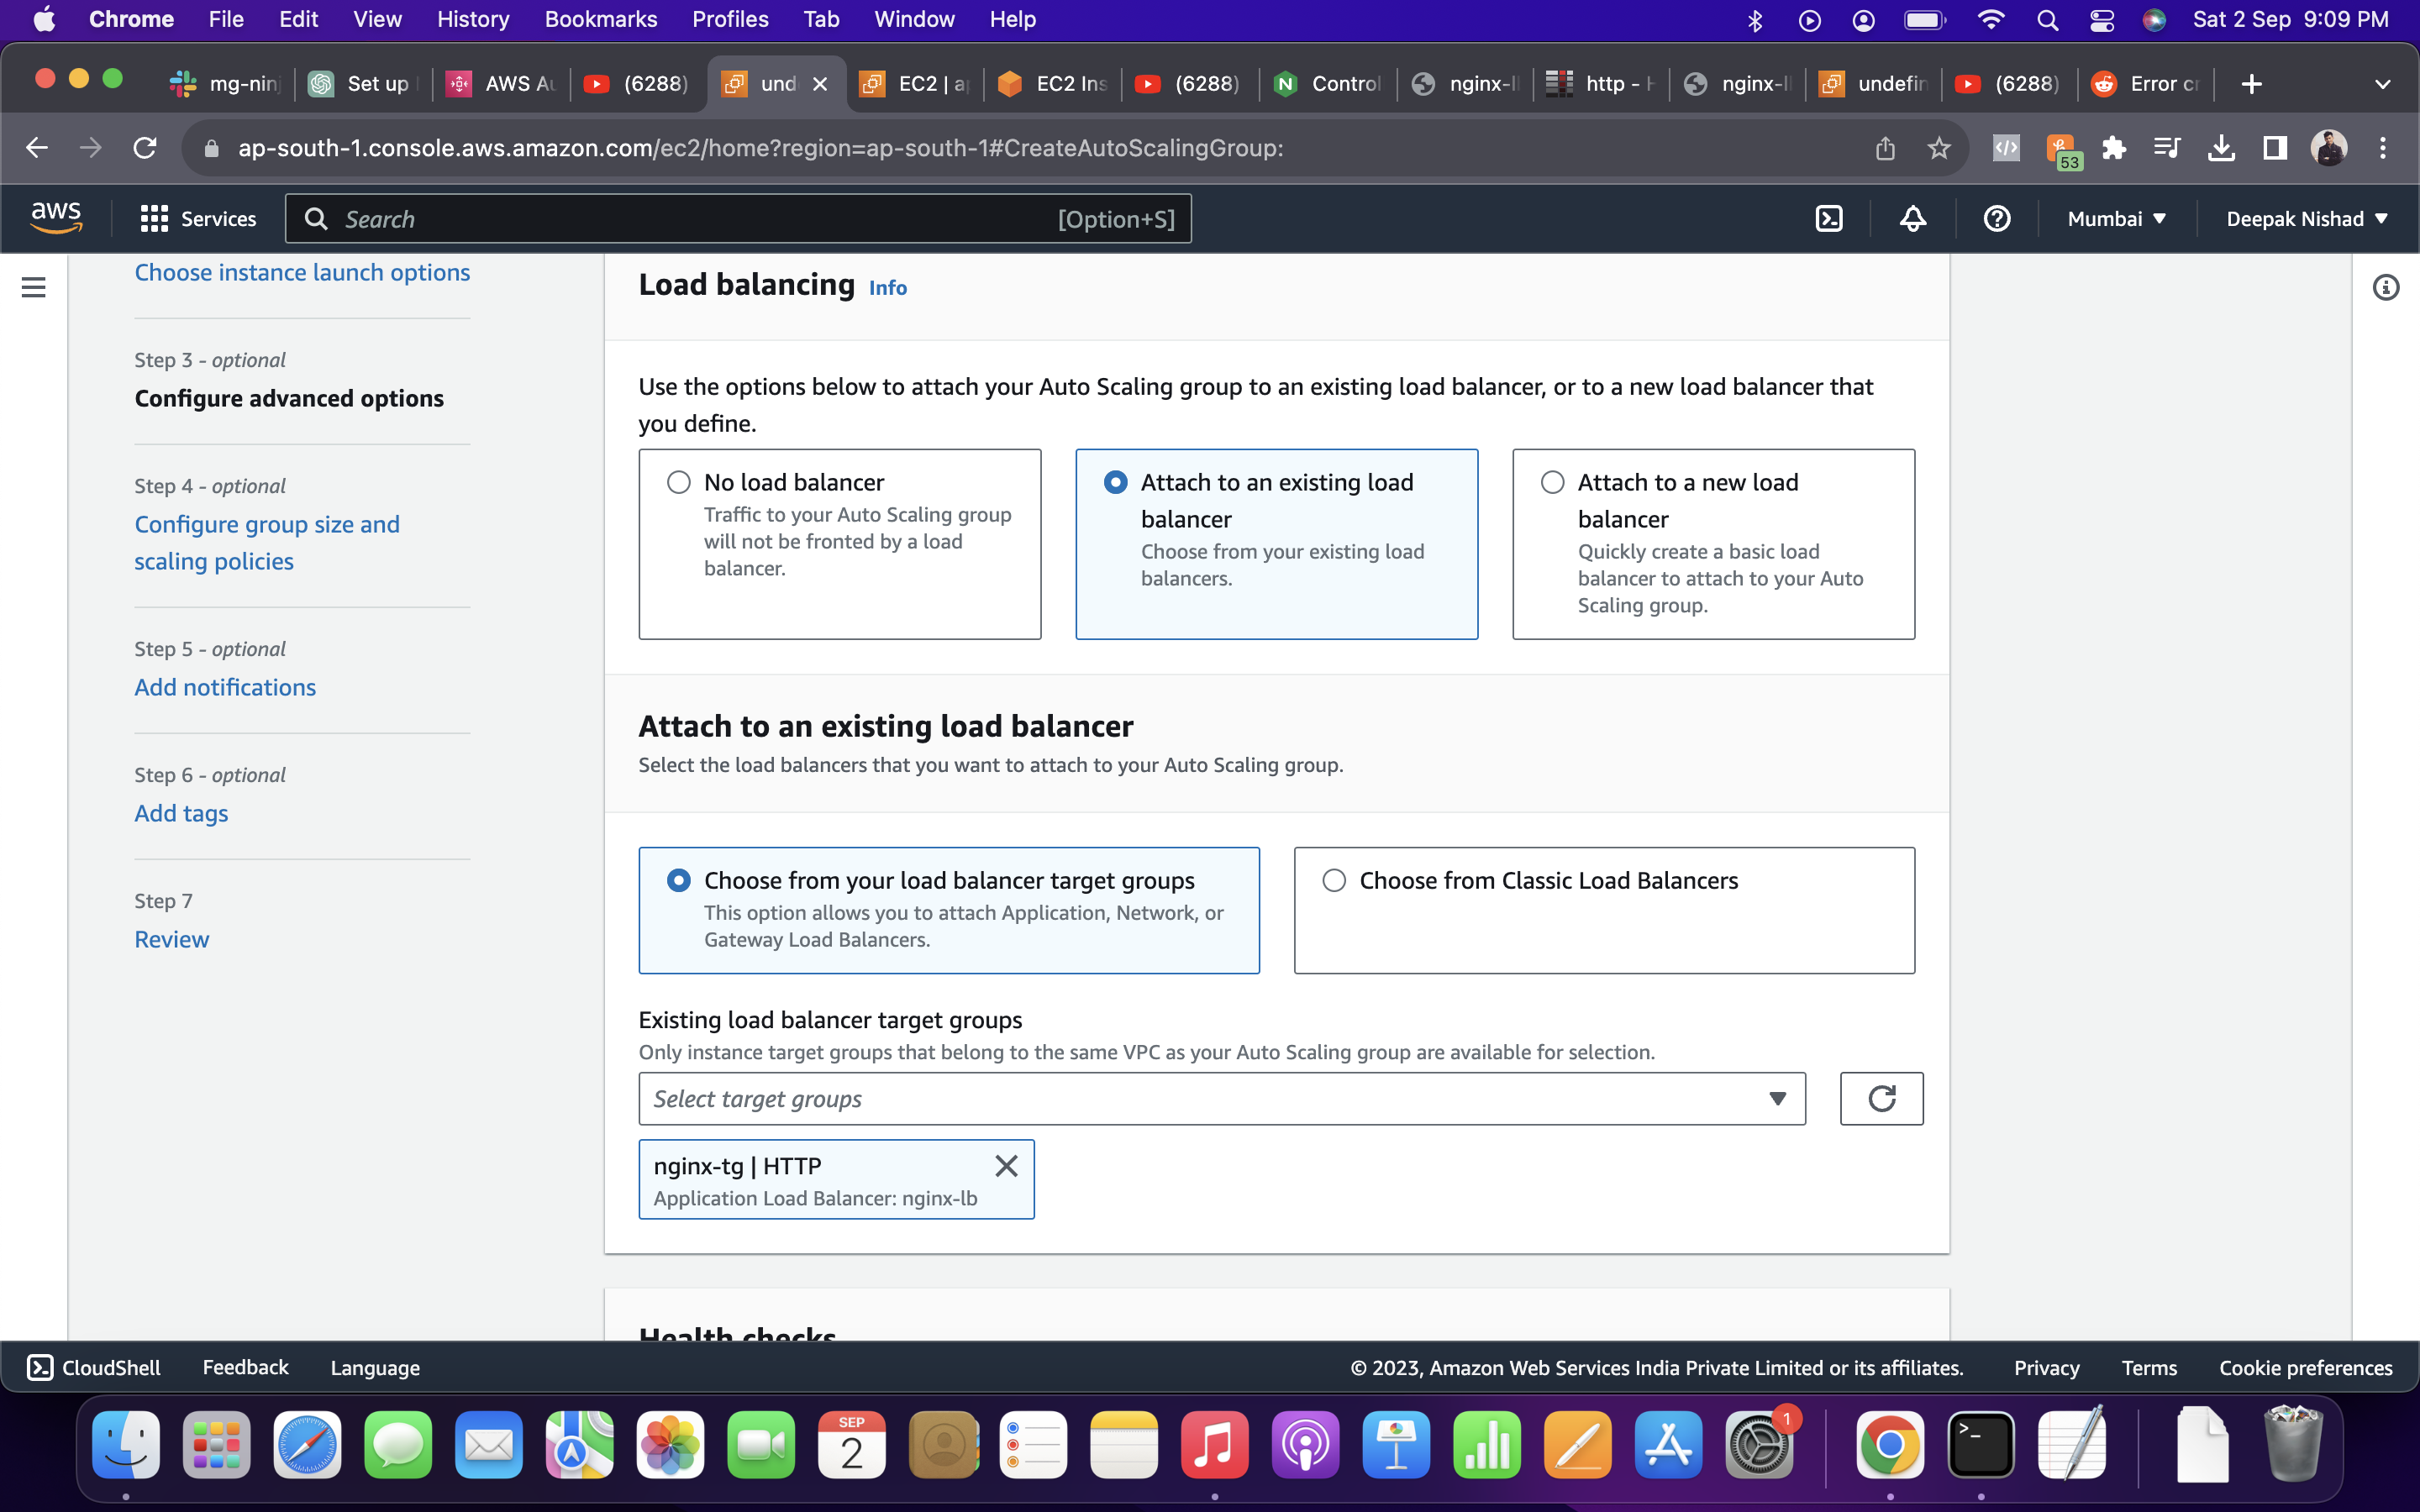 Chrome File Edit View History Bookmarks Profiles Tab Window Help Sat 2 Sep 9:09 PM
mg-nin Set up AWS Au (6288) und EC2 | a EC2 Ins (6288) Control nginx-l http - nginx-l undefin (6288) Error c
ap-south-1.console.aws.amazon.com/ec2/home?region=ap-south-1#CreateAutoScalingGroup:
53
aws Services Search [Option+S] Mumbai Deepak Nishad
Choose instance launch options
Step 3 - optional
Configure advanced options
Step 4 - optional
Configure group size and
scaling policies
Step 5 - optional
Add notifications
Step 6 - optional
Add tags
Step 7
Review
Load balancing Info
Use the options below to attach your Auto Scaling group to an existing load balancer, or to a new load balancer that
you define.
No load balancer
Traffic to your Auto Scaling group
will not be fronted by a load
balancer.
Attach to an existing load
balancer
Choose from your existing load
balancers.
Attach to a new load
balancer
Quickly create a basic load
balancer to attach to your Auto
Scaling group.
Attach to an existing load balancer
Select the load balancers that you want to attach to your Auto Scaling group.
Choose from your load balancer target groups
This option allows you to attach Application, Network, or
Gateway Load Balancers.
Choose from Classic Load Balancers
Existing load balancer target groups
Only instance target groups that belong to the same VPC as your Auto Scaling group are available for selection.
Select target groups
nginx-tg | HTTP
Application Load Balancer: nginx-lb
Health checks
CloudShell Feedback Language © 2023, Amazon Web Services India Private Limited or its affiliates. Privacy Terms Cookie preferences
SEP
2
1